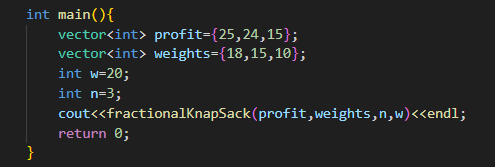 int main(){
    vector<int> profit={25,24,15};
    vector<int> weights={18,15,10};
    int w=20;
    int n=3;
    cout<<fractionalKnapSack(profit,weights,n,w)<<endl;
    return 0;
}